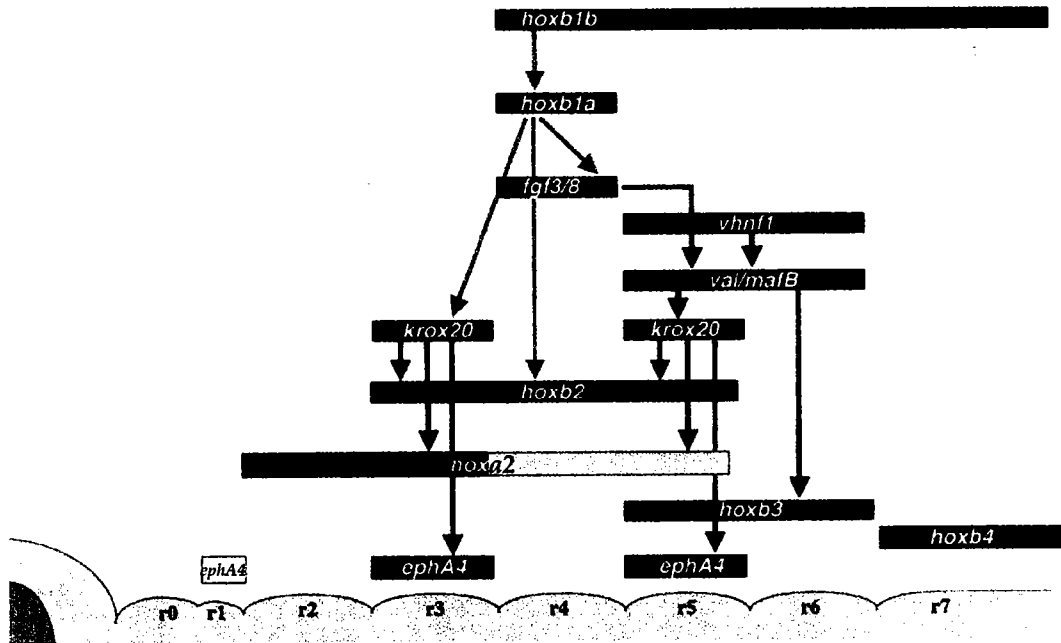 hoxb1b
hoxb1a
fgf3/8
vhnf1
val/mafB
krox20 krox20
hoxb2
hoxa2
hoxb3
hoxb4
ephA4 ephA4 ephA4
r0 r1 r2 r3 r4 r5 r6 r7